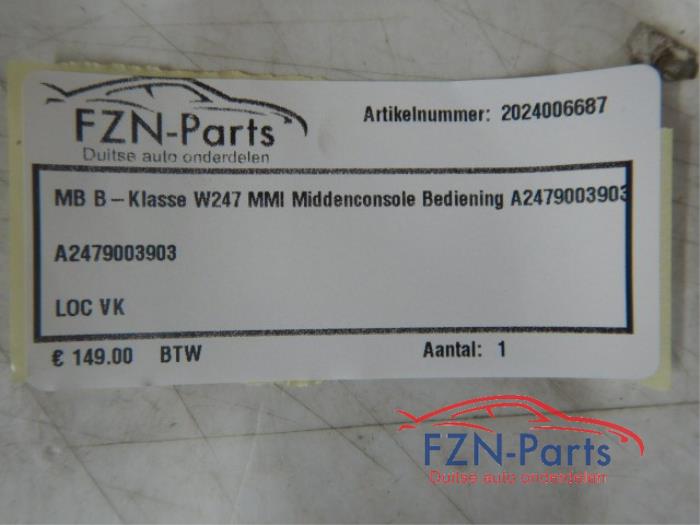 FZN-Parts
Duitse auto onderdelen
Artikelnummer: 2024006687
MB B-Klasse W247 MMI Middenconsole Bediening A2479003903
A2479003903
LOC VK
€ 149.00 BTW
Aantal: 1
FZN-Parts
Duitse auto onderdelen